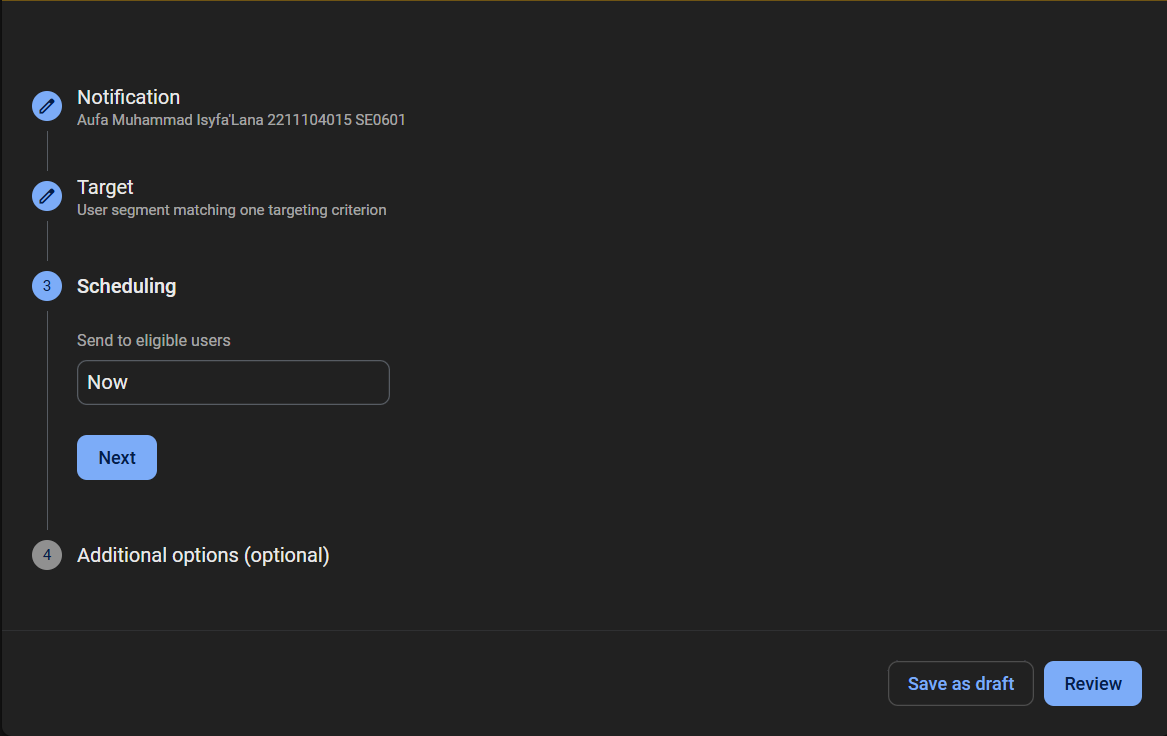 Notification
Aufa Muhammad Isyfa'Lana 2211104015 SE0601
Target
User segment matching one targeting criterion
3 Scheduling
Send to eligible users
Now
Next
4 Additional options (optional)
Save as draft Review